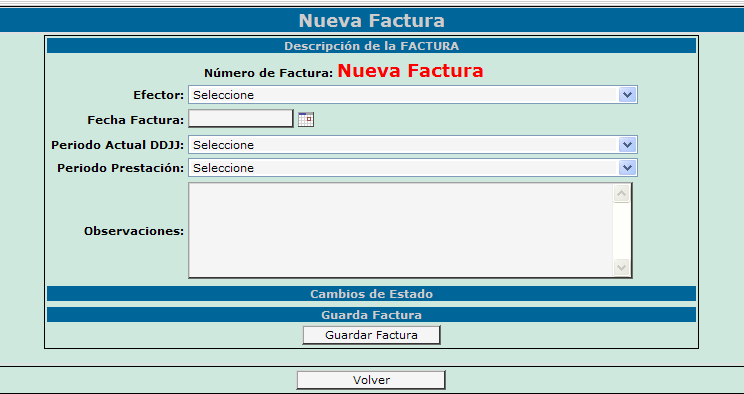 Nueva Factura
Descripción de la FACTURA
Número de Factura: Nueva Factura
Efector: Seleccione
Fecha Factura:
Periodo Actual DDJJ: Seleccione
Periodo Prestación: Seleccione
Observaciones:
Cambios de Estado
Guarda Factura
Guardar Factura
Volver